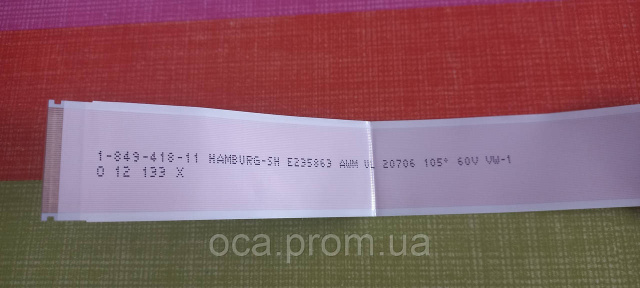 1-849-418-11 HAMBURG-SH E235863 AWM UL 20706 105° 60V VW-1
0 12 133 X
oca.prom.ua